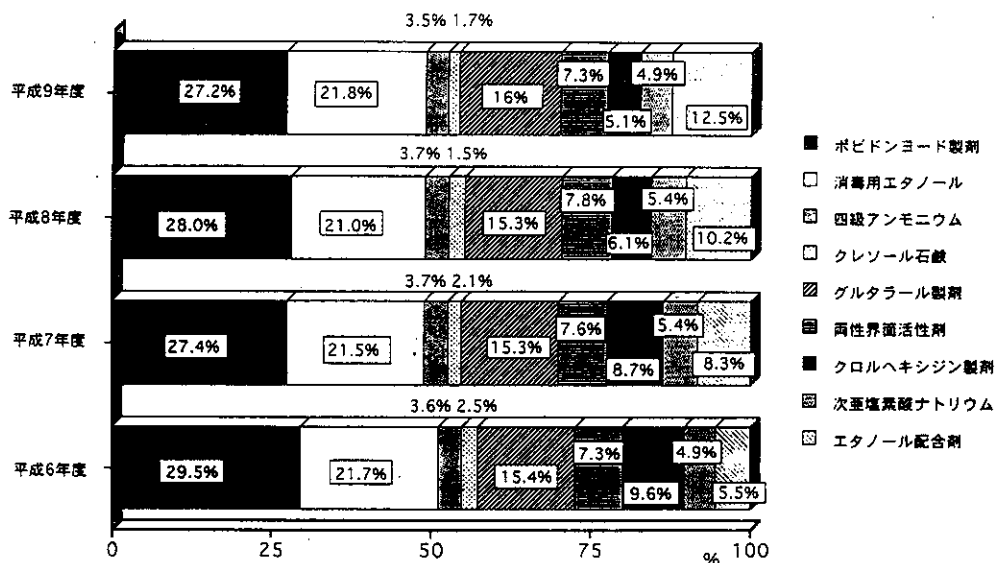 3.5% 1.7%
平成9年度 27.2% 21.8% 16% 7.3% 5.1% 4.9% 12.5%
3.7% 1.5%
平成8年度 28.0% 21.0% 15.3% 7.8% 6.1% 5.4% 10.2%
3.7% 2.1%
平成7年度 27.4% 21.5% 15.3% 7.6% 8.7% 5.4% 8.3%
3.6% 2.5%
平成6年度 29.5% 21.7% 15.4% 7.3% 9.6% 4.9% 5.5%
0 25 50 75 % 100
ポビドンヨード製剤
消毒用エタノール
四級アンモニウム
クレゾール石鹸
グルタラール製剤
両性界面活性剤
クロルヘキシジン製剤
次亜塩素酸ナトリウム
エタノール配合剤